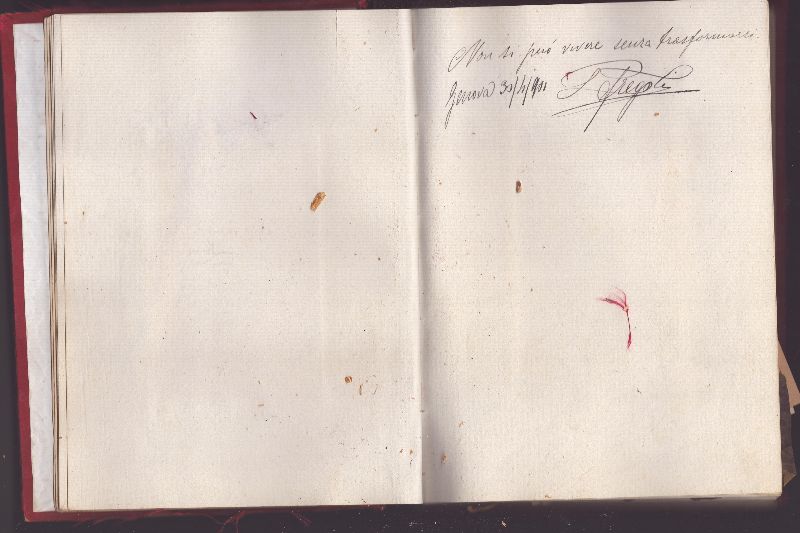 Non si può vivere senza trasformarsi.
Genova 30/4/901 L Fregoli